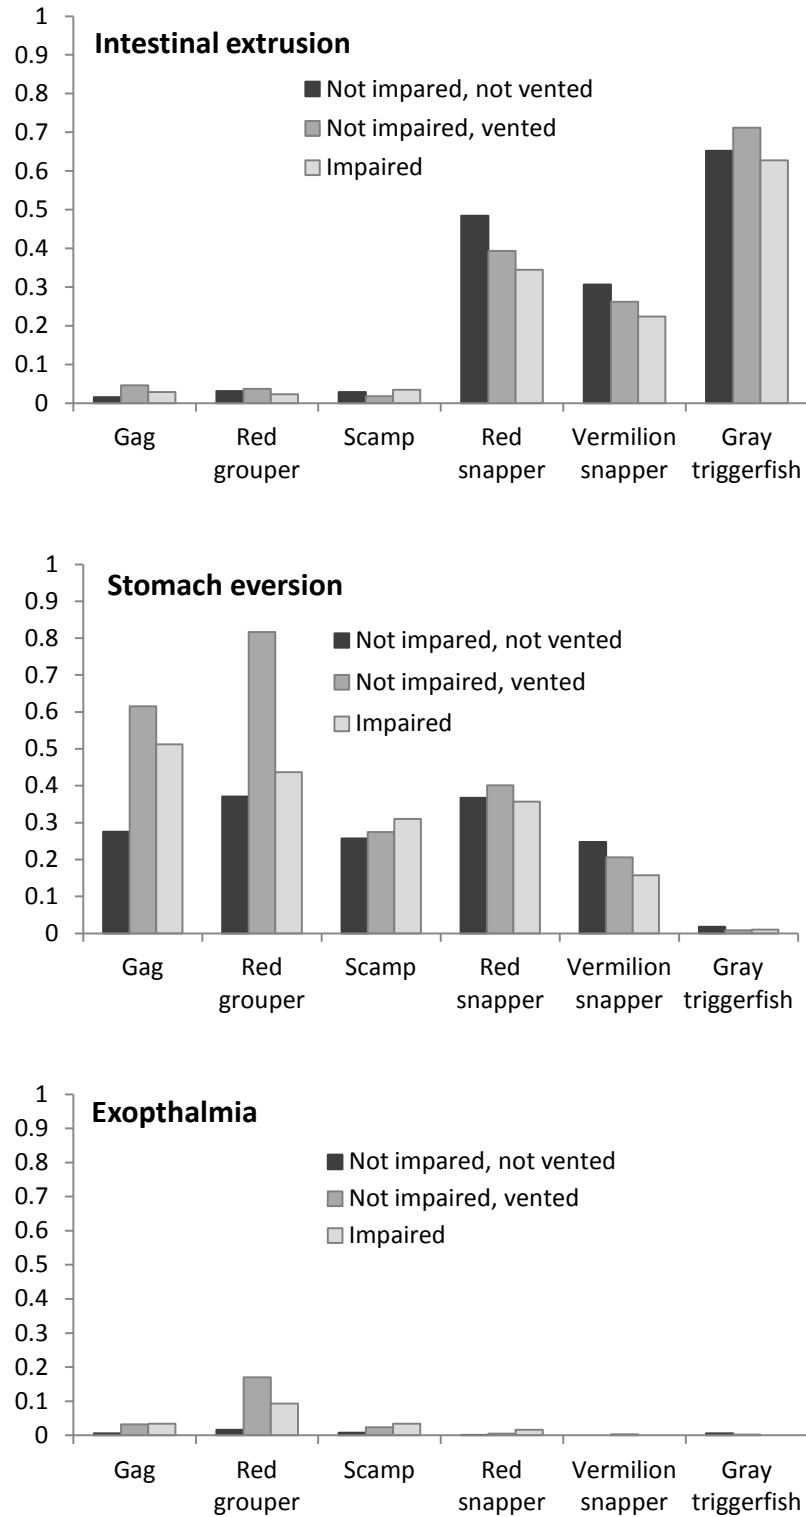 1
Intestinal extrusion
0.9
0.8
Not impared, not vented
0.7
Not impaired, vented
0.6
Impaired
0.5
0.4
0.3
0.2
0.1
0
Gag Red grouper Scamp Red snapper Vermilion snapper Gray triggerfish
1
Stomach eversion
0.9
0.8
Not impared, not vented
0.7
Not impaired, vented
0.6
Impaired
0.5
0.4
0.3
0.2
0.1
0
Gag Red grouper Scamp Red snapper Vermilion snapper Gray triggerfish
1
Exopthalmia
0.9
0.8
Not impared, not vented
0.7
Not impaired, vented
0.6
Impaired
0.5
0.4
0.3
0.2
0.1
0
Gag Red grouper Scamp Red snapper Vermilion snapper Gray triggerfish